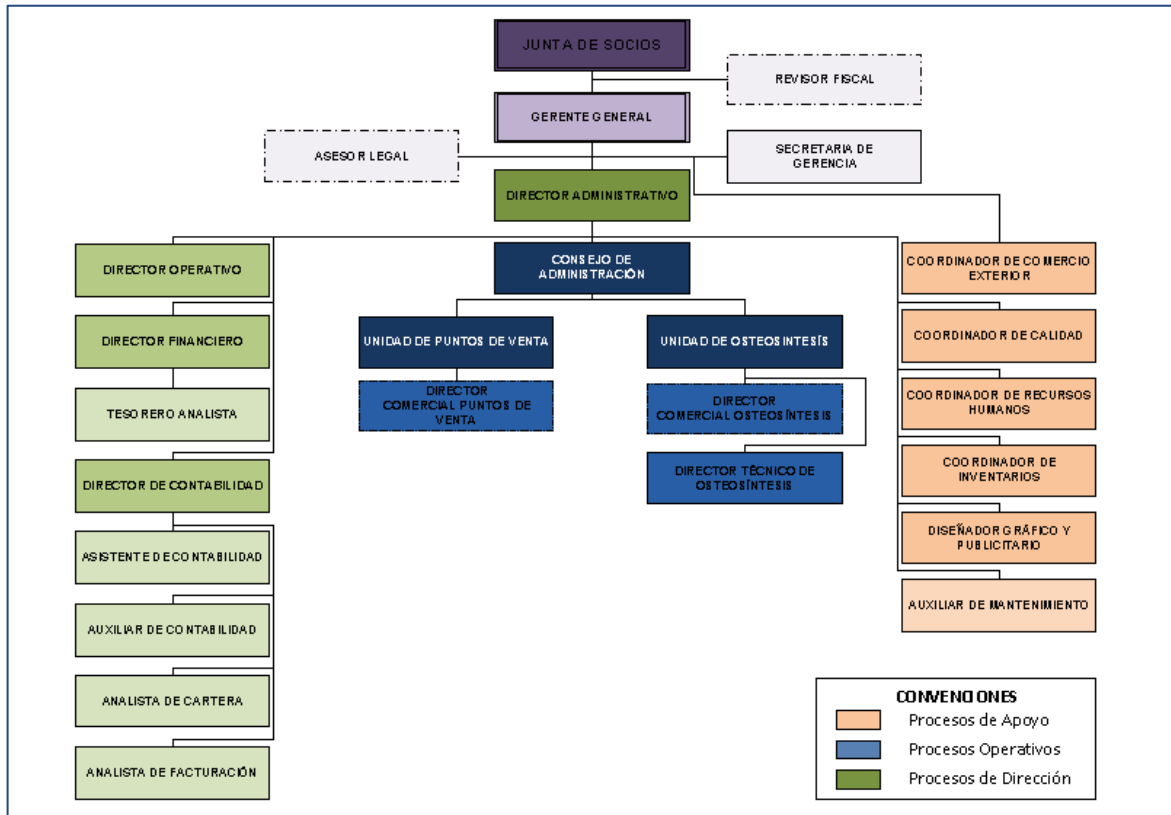 JUNTA DE SOCIOS
REVISOR FISCAL
GERENTE GENERAL
ASESOR LEGAL
SECRETARIA DE
GERENCIA
DIRECTOR ADMINISTRATIVO
DIRECTOR OPERATIVO
CONSEJO DE
ADMINISTRACIÓN
COORDINADOR DE COMERCIO
EXTERIOR
DIRECTOR FINANCIERO
UNIDAD DE PUNTOS DE VENTA
UNIDAD DE OSTEOSINTESÍS
COORDINADOR DE CALIDAD
TESORERO ANALISTA
DIRECTOR
COMERCIAL PUNTOS DE
VENTA
DIRECTOR
COMERCIAL OSTEOSÍNTESIS
COORDINADOR DE RECURSOS
HUMANOS
DIRECTOR DE CONTABILIDAD
DIRECTOR TÉCNICO DE
OSTEOSÍNTESIS
COORDINADOR DE
INVENTARIOS
ASISTENTE DE CONTABILIDAD
DISEÑADOR GRÁFICO Y
PUBLICITARIO
AUXILIAR DE CONTABILIDAD
AUXILIAR DE MANTENIMIENTO
ANALISTA DE CARTERA
ANALISTA DE FACTURACIÓN
CONVENCIONES
Procesos de Apoyo
Procesos Operativos
Procesos de Dirección